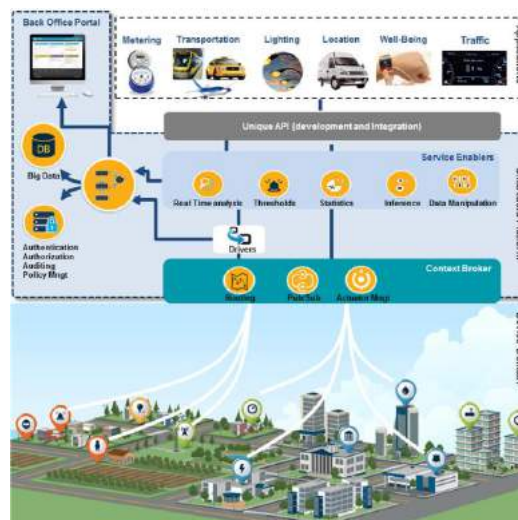 Back Office Portal
Metering
Transportation
Lighting
Location
Well-Being
Traffic
Unique API (development and Integration)
Service Enablers
DB
Big Data
Real Time analysis
Thresholds
Statistics
Inference
Data Manipulation
Authentication
Authorization
Auditing
Policy Mngt
Drivers
Context Broker
Routing
Pub/Sub
Actuator Mngt